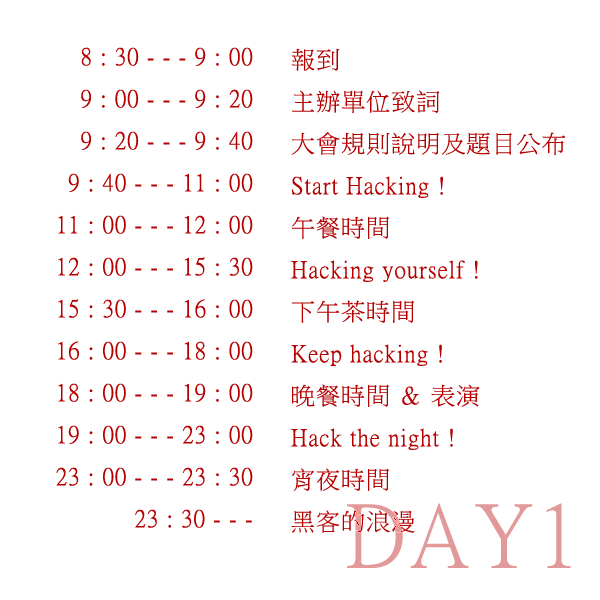 8 : 30 - - - 9 : 00 報到
9 : 00 - - - 9 : 20 主辦單位致詞
9 : 20 - - - 9 : 40 大會規則說明及題目公布
9 : 40 - - - 11 : 00 Start Hacking !
11 : 00 - - - 12 : 00 午餐時間
12 : 00 - - - 15 : 30 Hacking yourself !
15 : 30 - - - 16 : 00 下午茶時間
16 : 00 - - - 18 : 00 Keep hacking !
18 : 00 - - - 19 : 00 晚餐時間 & 表演
19 : 00 - - - 23 : 00 Hack the night !
23 : 00 - - - 23 : 30 宵夜時間
23 : 30 - - - 黑客的浪漫
DAY1